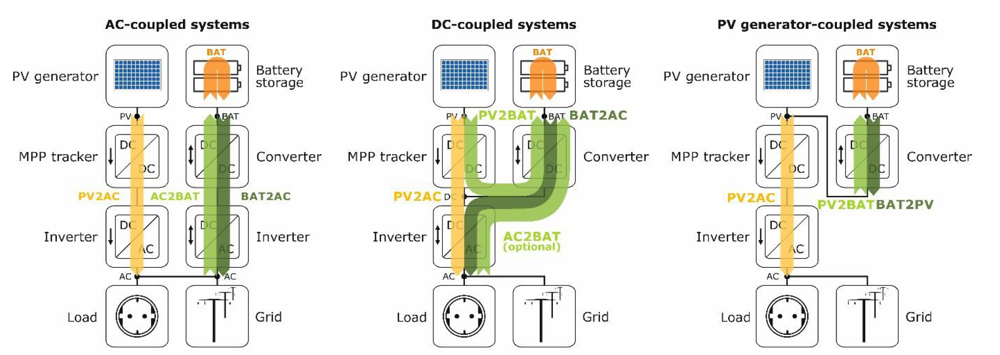 AC-coupled systems
BAT
PV generator
Battery
storage
PV
BAT
DC
DC
MPP tracker
DC
DC
Converter
PV2AC
AC2BAT
BAT2AC
DC
DC
Inverter
AC
AC
Inverter
AC
AC
Load
Grid
DC-coupled systems
BAT
PV generator
Battery
storage
PV
PV2BAT
BAT
BAT2AC
DC
DC
MPP tracker
DC
DC
Converter
PV2AC
DC
DC
Inverter
AC
AC2BAT
(optional)
AC
Load
Grid
PV generator-coupled systems
BAT
PV generator
Battery
storage
PV
BAT
DC
DC
MPP tracker
DC
DC
Converter
PV2AC
PV2BAT
BAT2PV
DC
Inverter
AC
AC
Load
Grid